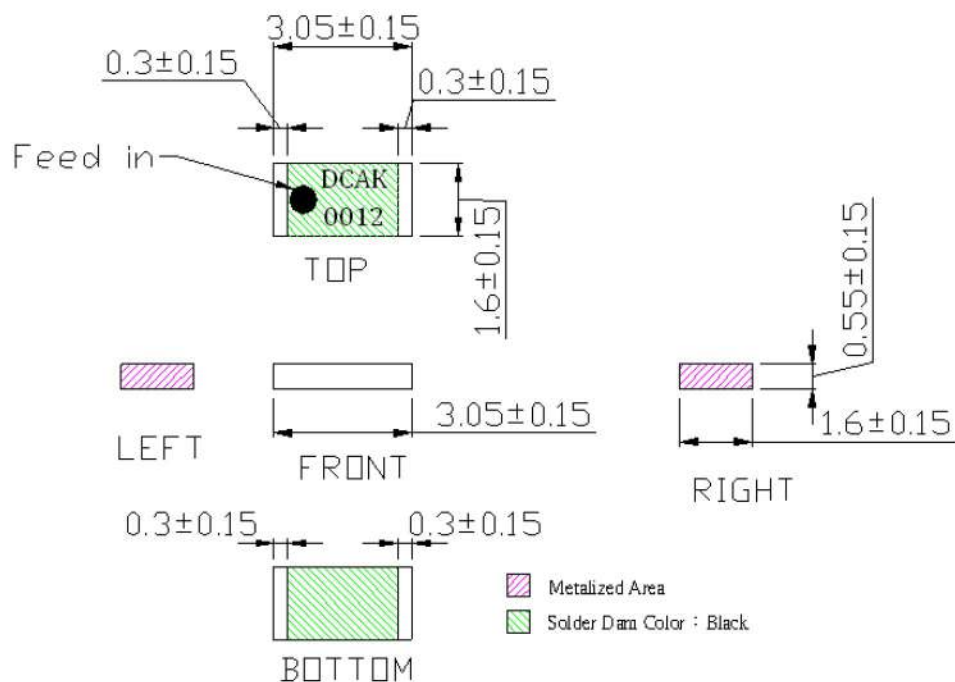 3.05±0.15
0.3±0.15
0.3±0.15
Feed in
DCAK
0012
TOP
1.6±0.15
0.55±0.15
LEFT
3.05±0.15
FRONT
1.6±0.15
RIGHT
0.3±0.15
0.3±0.15
Metalized Area
Solder Dam Color : Black
BOTTOM